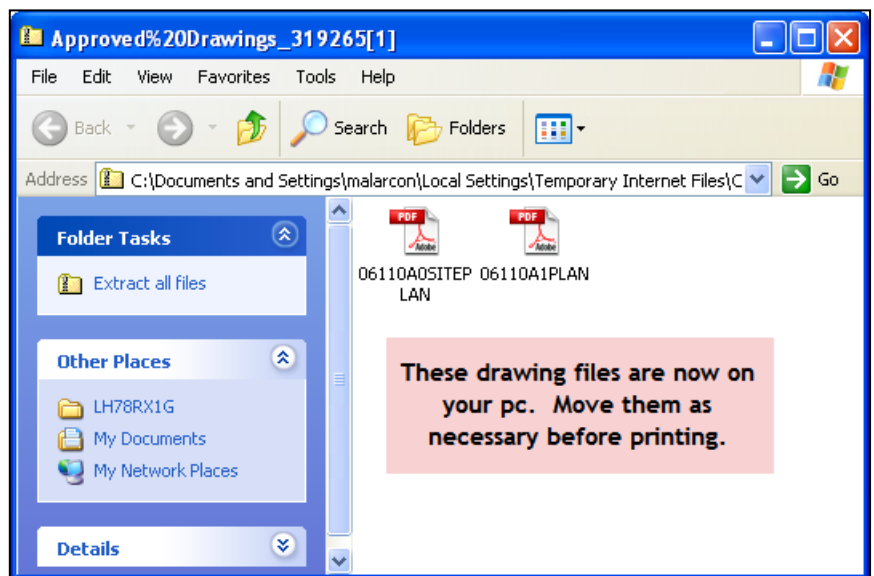 Approved%20Drawings_319265[1]
File Edit View Favorites Tools Help
Back Search Folders
Address C:\Documents and Settings\malarcon\Local Settings\Temporary Internet Files\C Go
Folder Tasks
Extract all files
Other Places
LH78RX1G
My Documents
My Network Places
Details
PDF Adobe PDF Adobe
06110A0SITEP 06110A1PLAN
LAN
These drawing files are now on
your pc. Move them as
necessary before printing.